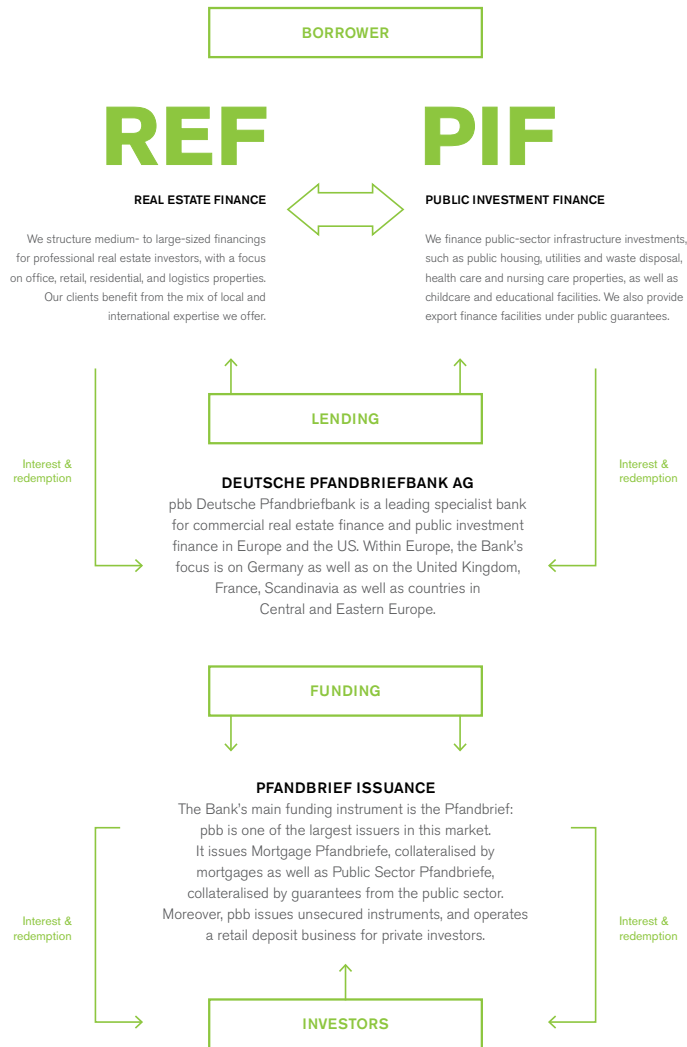 BORROWER
REF
REAL ESTATE FINANCE
We structure medium- to large-sized financings
for professional real estate investors, with a focus
on office, retail, residential, and logistics properties.
Our clients benefit from the mix of local and
international expertise we offer.
PIF
PUBLIC INVESTMENT FINANCE
We finance public-sector infrastructure investments,
such as public housing, utilities and waste disposal,
health care and nursing care properties, as well as
childcare and educational facilities. We also provide
export finance facilities under public guarantees.
LENDING
Interest &
redemption
Interest &
redemption
DEUTSCHE PFANDBRIEFBANK AG
pbb Deutsche Pfandbriefbank is a leading specialist bank
for commercial real estate finance and public investment
finance in Europe and the US. Within Europe, the Bank's
focus is on Germany as well as on the United Kingdom,
France, Scandinavia as well as countries in
Central and Eastern Europe.
FUNDING
PFANDBRIEF ISSUANCE
The Bank's main funding instrument is the Pfandbrief:
pbb is one of the largest issuers in this market.
It issues Mortgage Pfandbriefe, collateralised by
mortgages as well as Public Sector Pfandbriefe,
collateralised by guarantees from the public sector.
Moreover, pbb issues unsecured instruments, and operates
a retail deposit business for private investors.
Interest &
redemption
Interest &
redemption
INVESTORS